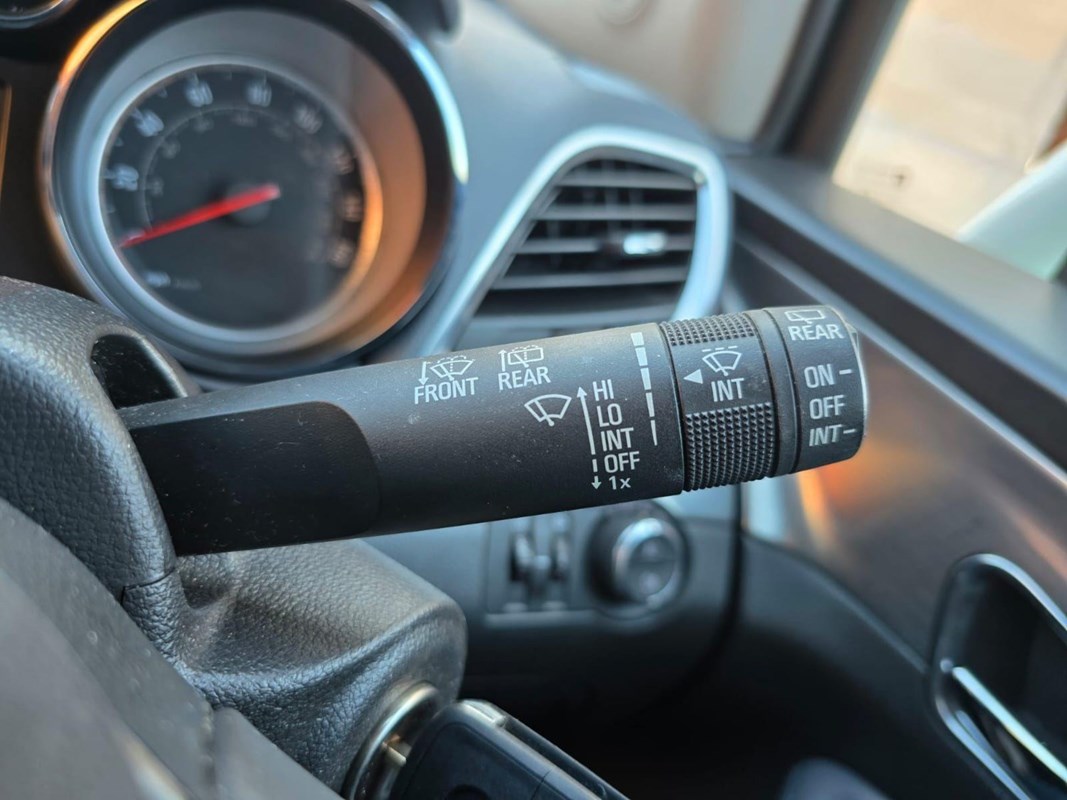 FRONT
REAR
HI
LO
INT
OFF
1x
INT
REAR
ON -
OFF
INT-